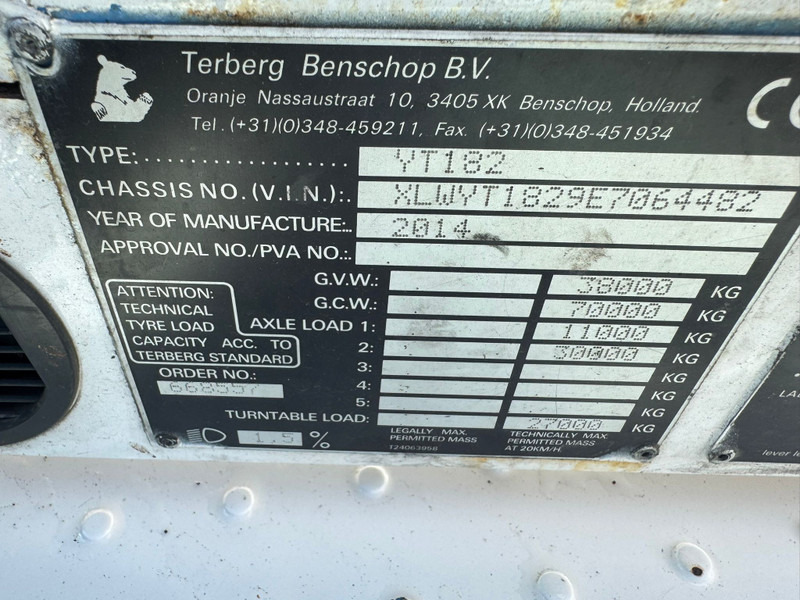 Terberg Benschop B.V.
Oranje Nassaustraat 10, 3405 XK Benschop, Holland.
Tel. (+31)(0)348-459211, Fax. (+31)(0)348-451934
TYPE:.................. YT182
CHASSIS NO. (V.I.N.):. XLWYT1829E7064482
YEAR OF MANUFACTURE:.. 2014
APPROVAL NO./PVA NO.:.
G.V.W.: 38000 KG
G.C.W.: 70000 KG
AXLE LOAD 1: 11000 KG
2: 30000 KG
3: KG
4: KG
5: KG
TURNTABLE LOAD: 27000 KG
ATTENTION:
TECHNICAL
TYRE LOAD
CAPACITY ACC. TO
TERBERG STANDARD
ORDER NO.:
668557
1,5 %
LEGALLY MAX.
PERMITTED MASS
T24063958
TECHNICALLY MAX.
PERMITTED MASS
AT 20KM/H.
lever